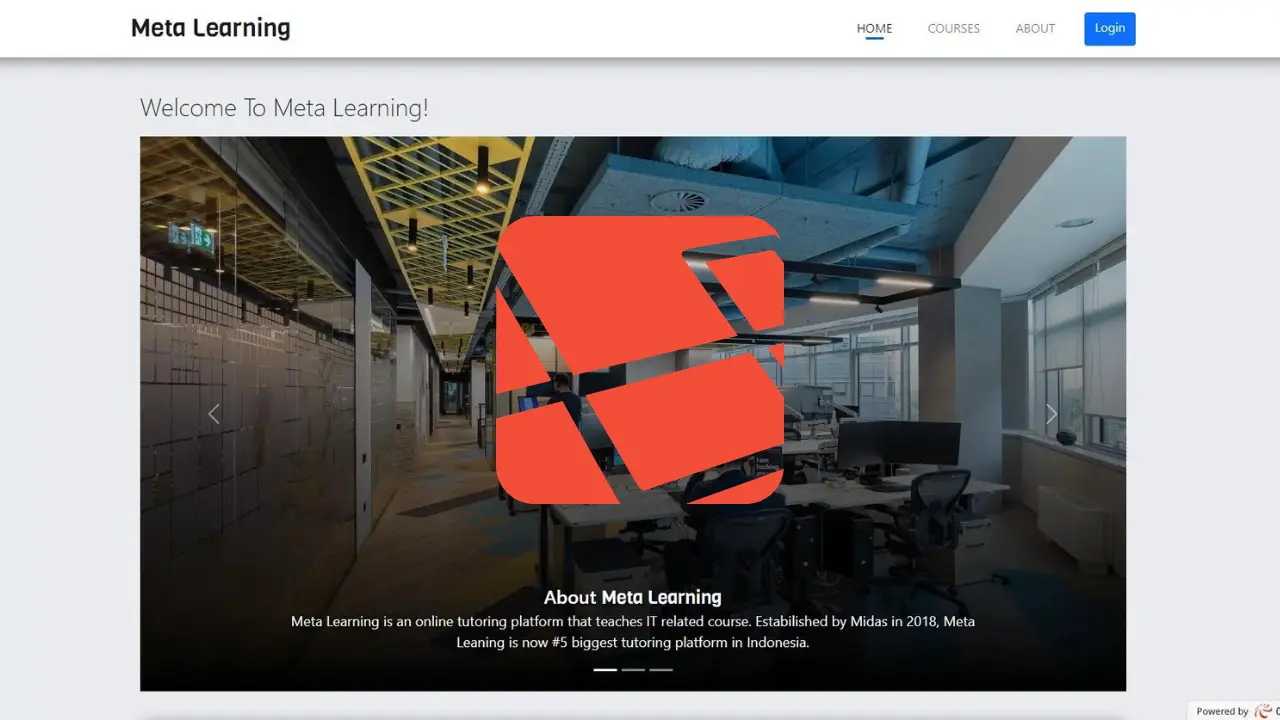 Meta Learning
HOME COURSES ABOUT Login
Welcome To Meta Learning!
I am
About Meta Learning
Meta Learning is an online tutoring platform that teaches IT related course. Estabilished by Midas in 2018, Meta
Leaning is now #5 biggest tutoring platform in Indonesia.
Powered by